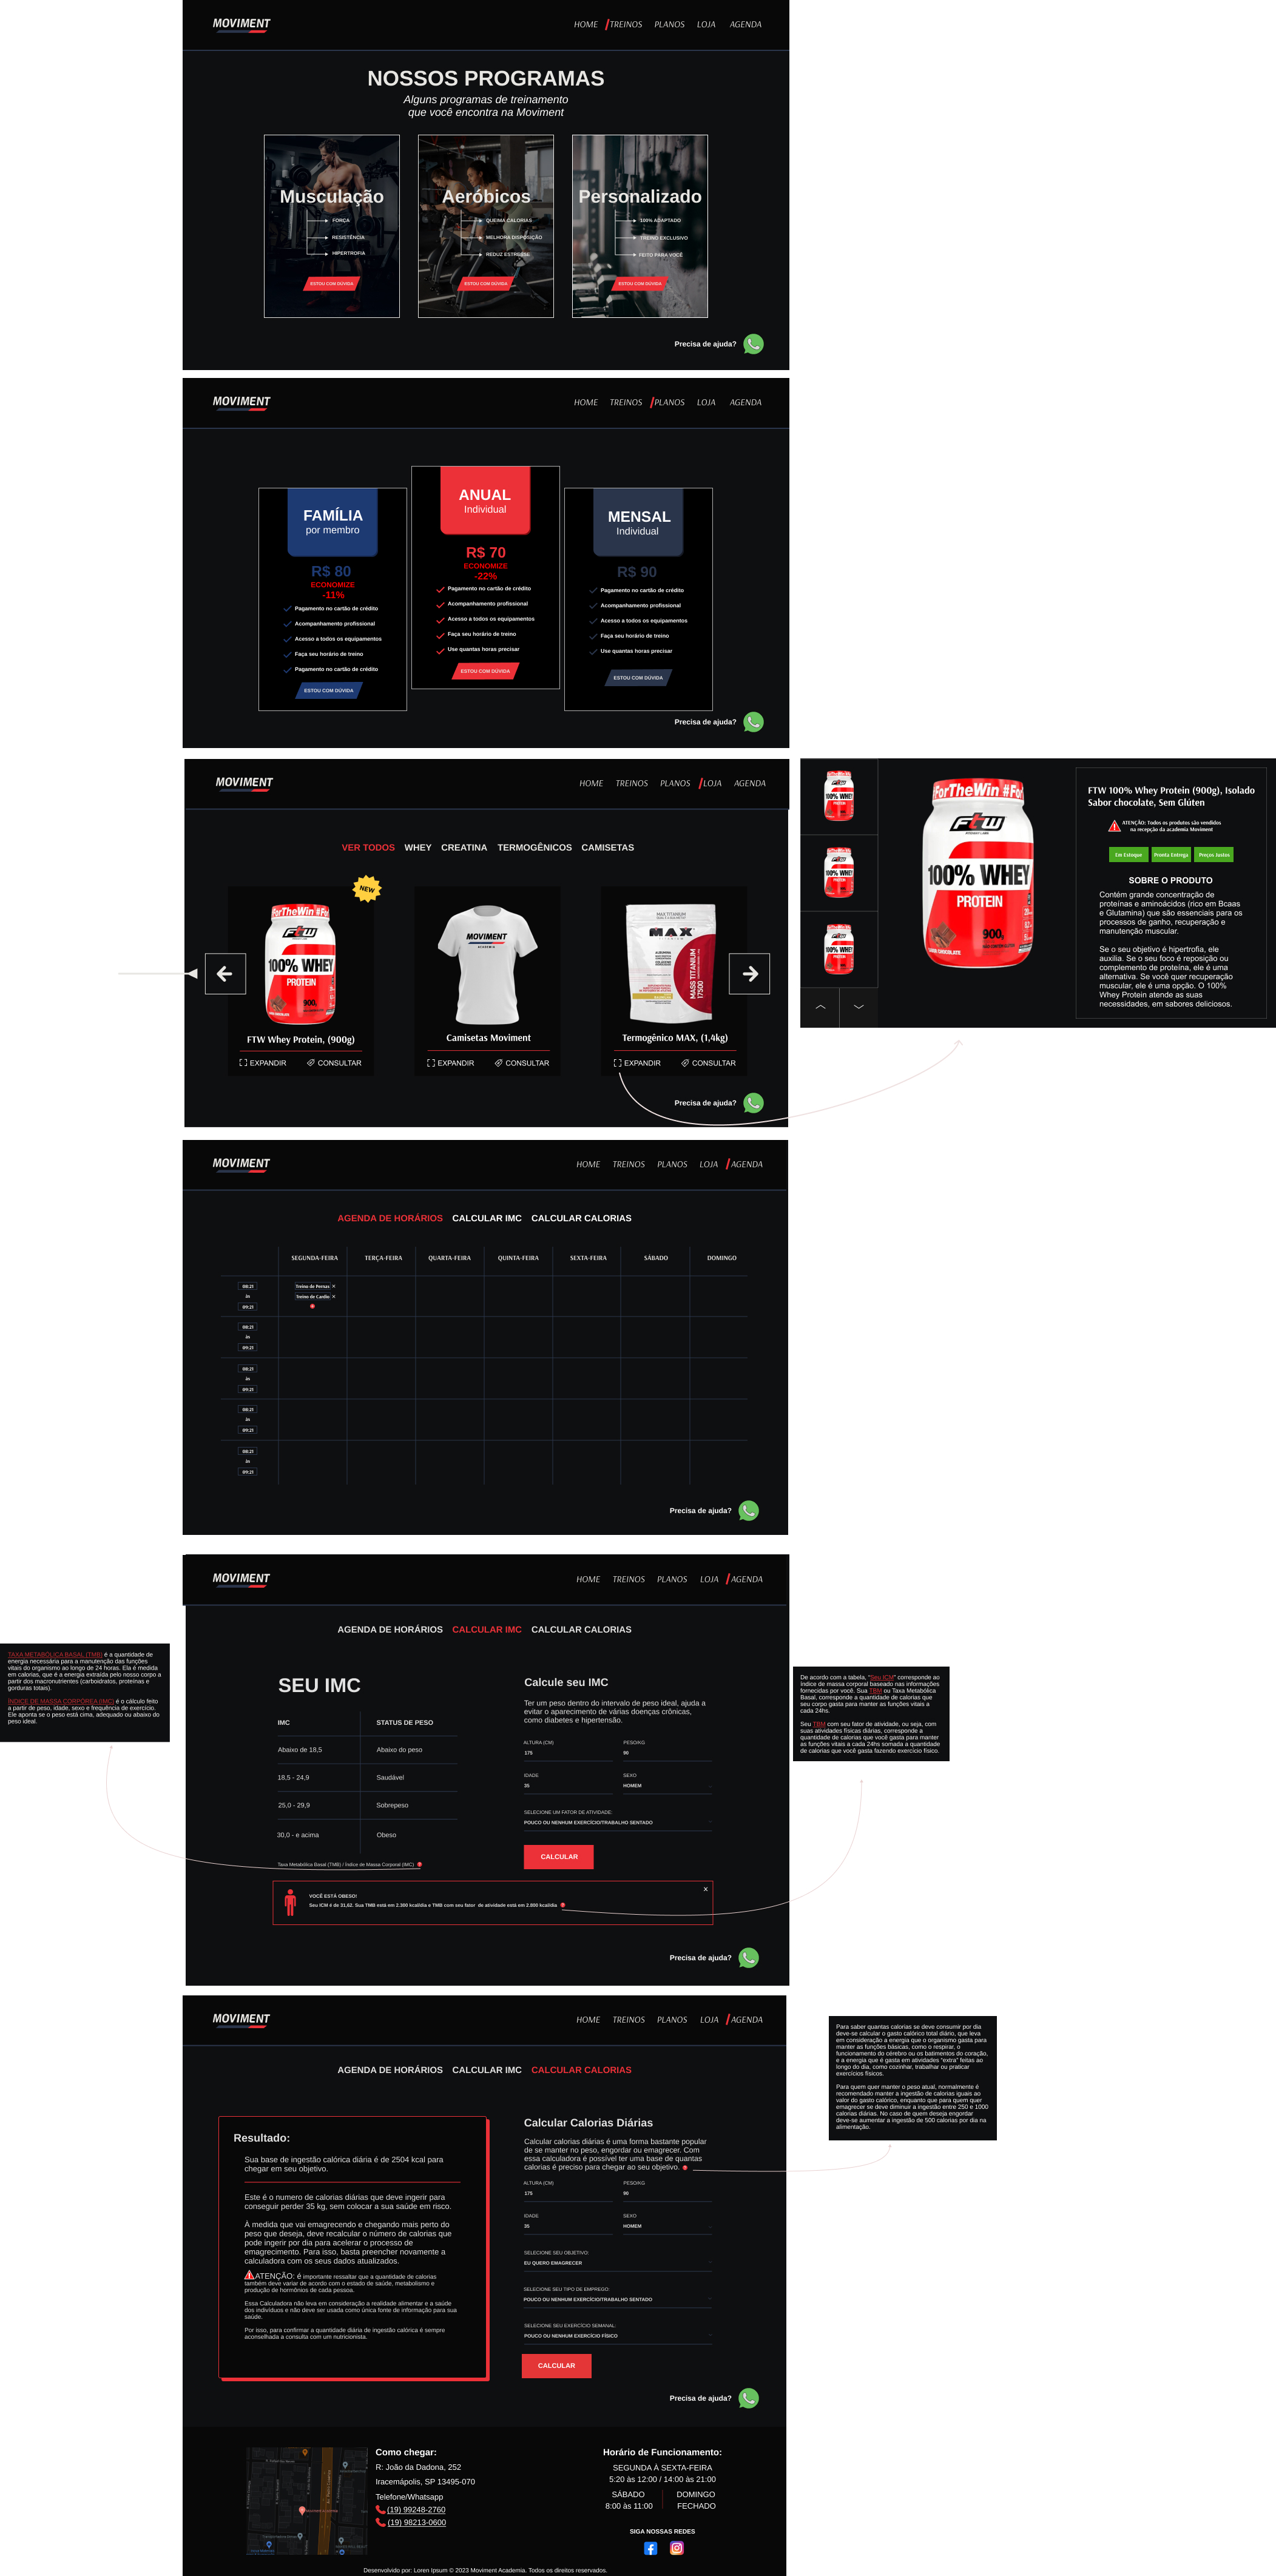 MOVIMENT
HOME TREINOS PLANOS LOJA AGENDA
NOSSOS PROGRAMAS
Alguns programas de treinamento
que você encontra na Moviment
Musculação
FORÇA
RESISTÊNCIA
HIPERTROFIA
ESTOU COM DÚVIDA
Aeróbicos
QUEIMA CALORIAS
MELHORA DISPOSIÇÃO
REDUZ ESTRESSE
ESTOU COM DÚVIDA
Personalizado
100% ADAPTADO
TREINO EXCLUSIVO
FEITO PARA VOCÊ
ESTOU COM DÚVIDA
Precisa de ajuda?
MOVIMENT
HOME TREINOS PLANOS LOJA AGENDA
FAMÍLIA
por membro
R$ 80
ECONOMIZE
-11%
Pagamento no cartão de crédito
Acompanhamento profissional
Acesso a todos os equipamentos
Faça seu horário de treino
Pagamento no cartão de crédito
ESTOU COM DÚVIDA
ANUAL
Individual
R$ 70
ECONOMIZE
-22%
Pagamento no cartão de crédito
Acompanhamento profissional
Acesso a todos os equipamentos
Faça seu horário de treino
Use quantas horas precisar
ESTOU COM DÚVIDA
MENSAL
Individual
R$ 90
Pagamento no cartão de crédito
Acompanhamento profissional
Acesso a todos os equipamentos
Faça seu horário de treino
Use quantas horas precisar
ESTOU COM DÚVIDA
Precisa de ajuda?
MOVIMENT
HOME TREINOS PLANOS LOJA AGENDA
VER TODOS WHEY CREATINA TERMOGÊNICOS CAMISETAS
NEW
ForTheWin #For
FTW
100% WHEY
PROTEIN
900g
FTW Whey Protein, (900g)
EXPANDIR CONSULTAR
MOVIMENT
ACADEMIA
Camisetas Moviment
EXPANDIR CONSULTAR
MAX TITANIUM
MAX
TITANIUM
MASS TITANIUM
17500
Termogênico MAX, (1,4kg)
EXPANDIR CONSULTAR
Precisa de ajuda?
100% WHEY
PROTEIN
100% WHEY
PROTEIN
100% WHEY
PROTEIN
ForTheWin #For
FTW
100% WHEY
PROTEIN
900g
FTW 100% Whey Protein (900g), Isolado
Sabor chocolate, Sem Glúten
ATENÇÃO: Todos os produtos são vendidos
na recepção da academia Moviment
Em Estoque Pronta Entrega Preços Justos
SOBRE O PRODUTO
Contém grande concentração de
proteínas e aminoácidos (rico em Bcaas
e Glutamina) que são essenciais para os
processos de ganho, recuperação e
manutenção muscular.
Se o seu objetivo é hipertrofia, ele
auxilia. Se o seu foco é reposição ou
complemento de proteína, ele é uma
alternativa. Se você quer recuperação
muscular, ele é uma opção. O 100%
Whey Protein atende as suas
necessidades, em sabores deliciosos.
MOVIMENT
HOME TREINOS PLANOS LOJA AGENDA
AGENDA DE HORÁRIOS CALCULAR IMC CALCULAR CALORIAS
SEGUNDA-FEIRA TERÇA-FEIRA QUARTA-FEIRA QUINTA-FEIRA SEXTA-FEIRA SÁBADO DOMINGO
08:21
às
09:21
Treino de Pernas ×
Treino de Cardio ×
08:21
às
09:21
08:21
às
09:21
08:21
às
09:21
08:21
às
09:21
Precisa de ajuda?
MOVIMENT
HOME TREINOS PLANOS LOJA AGENDA
AGENDA DE HORÁRIOS CALCULAR IMC CALCULAR CALORIAS
TAXA METABÓLICA BASAL (TMB) é a quantidade de
energia necessária para a manutenção das funções
vitais do organismo ao longo de 24 horas. Ela é medida
em calorias, que é a energia extraída pelo nosso corpo a
partir dos macronutrientes (carboidratos, proteínas e
gorduras totais).
ÍNDICE DE MASSA CORPÓREA (IMC) é o cálculo feito
a partir de peso, idade, sexo e frequência de exercício.
Ele aponta se o peso está cima, adequado ou abaixo do
peso ideal.
SEU IMC
IMC STATUS DE PESO
Abaixo de 18,5 Abaixo do peso
18,5 - 24,9 Saudável
25,0 - 29,9 Sobrepeso
30,0 - e acima Obeso
Taxa Metabólica Basal (TMB) / Índice de Massa Corporal (IMC) ?
Calcule seu IMC
Ter um peso dentro do intervalo de peso ideal, ajuda a
evitar o aparecimento de várias doenças crônicas,
como diabetes e hipertensão.
ALTURA (CM) PESO/KG
175 90
IDADE SEXO
35 HOMEM
SELECIONE UM FATOR DE ATIVIDADE:
POUCO OU NENHUM EXERCÍCIO/TRABALHO SENTADO
CALCULAR
X
VOCÊ ESTÁ OBESO!
Seu ICM é de 31,62. Sua TMB está em 2.300 kcal/dia e TMB com seu fator de atividade está em 2.800 kcal/dia ?
De acordo com a tabela, "Seu ICM" corresponde ao
índice de massa corporal baseado nas informações
fornecidas por você. Sua TBM ou Taxa Metabólica
Basal, corresponde a quantidade de calorias que
seu corpo gasta para manter as funções vitais a
cada 24hs.
Seu TBM com seu fator de atividade, ou seja, com
suas atividades físicas diárias, corresponde a
quantidade de calorias que você gasta para manter
as funções vitais a cada 24hs somada a quantidade
de calorias que você gasta fazendo exercício físico.
Precisa de ajuda?
MOVIMENT
HOME TREINOS PLANOS LOJA AGENDA
AGENDA DE HORÁRIOS CALCULAR IMC CALCULAR CALORIAS
Resultado:
Sua base de ingestão calórica diária é de 2504 kcal para
chegar em seu objetivo.
Este é o numero de calorias diárias que deve ingerir para
conseguir perder 35 kg, sem colocar a sua saúde em risco.
À medida que vai emagrecendo e chegando mais perto do
peso que deseja, deve recalcular o número de calorias que
pode ingerir por dia para acelerar o processo de
emagrecimento. Para isso, basta preencher novamente a
calculadora com os seus dados atualizados.
ATENÇÃO: é importante ressaltar que a quantidade de calorias
também deve variar de acordo com el estado de saúde, metabolismo e
produção de hormônios de cada pessoa.
Essa Calculadora não leva em consideração a realidade alimentar e a saúde
dos indivíduos e não deve ser usada como única fonte de informação para sua
saúde.
Por isso, para confirmar a quantidade diária de ingestão calórica é sempre
aconselhada a consulta com um nutricionista.
Calcular Calorias Diárias
Calcular calorias diárias é uma forma bastante popular
de se manter no peso, engordar ou emagrecer. Com
essa calculadora é possível ter uma base de quantas
calorias é preciso para chegar ao seu objetivo. ?
ALTURA (CM) PESO/KG
175 90
IDADE SEXO
35 HOMEM
SELECIONE SEU OBJETIVO:
EU QUERO EMAGRECER
SELECIONE SEU TIPO DE EMPREGO:
POUCO OU NENHUM EXERCÍCIO/TRABALHO SENTADO
SELECIONE SEU EXERCÍCIO SEMANAL:
POUCO OU NENHUM EXERCÍCIO FÍSICO
CALCULAR
Para saber quantas calorias se deve consumir por dia
deve-se calcular o gasto calórico total diário, que leva
em consideração a energia que o organismo gasta para
manter as funções básicas, como o respirar, o
funcionamento do cérebro ou os batimentos do coração,
e a energia que é gasta em atividades "extra" feitas ao
longo do dia, como cozinhar, trabalhar ou praticar
exercícios físicos.
Para quem quer manter o peso atual, normalmente é
recomendado manter a ingestão de calorias iguais ao
valor do gasto calórico, enquanto que para quem quer
emagrecer se deve diminuir a ingestão entre 250 e 1000
calorias diárias. No caso de quem deseja engordar
deve-se aumentar a ingestão de 500 calorias por dia na
alimentação.
Precisa de ajuda?
Como chegar:
R: João da Dadona, 252
Iracemápolis, SP 13495-070
Telefone/Whatsapp
(19) 99248-2760
(19) 98213-0600
Horário de Funcionamento:
SEGUNDA À SEXTA-FEIRA
5:20 às 12:00 / 14:00 às 21:00
SÁBADO DOMINGO
8:00 às 11:00 FECHADO
SIGA NOSSAS REDES
Desenvolvido por: Loren Ipsum © 2023 Moviment Academia. Todos os direitos reservados.